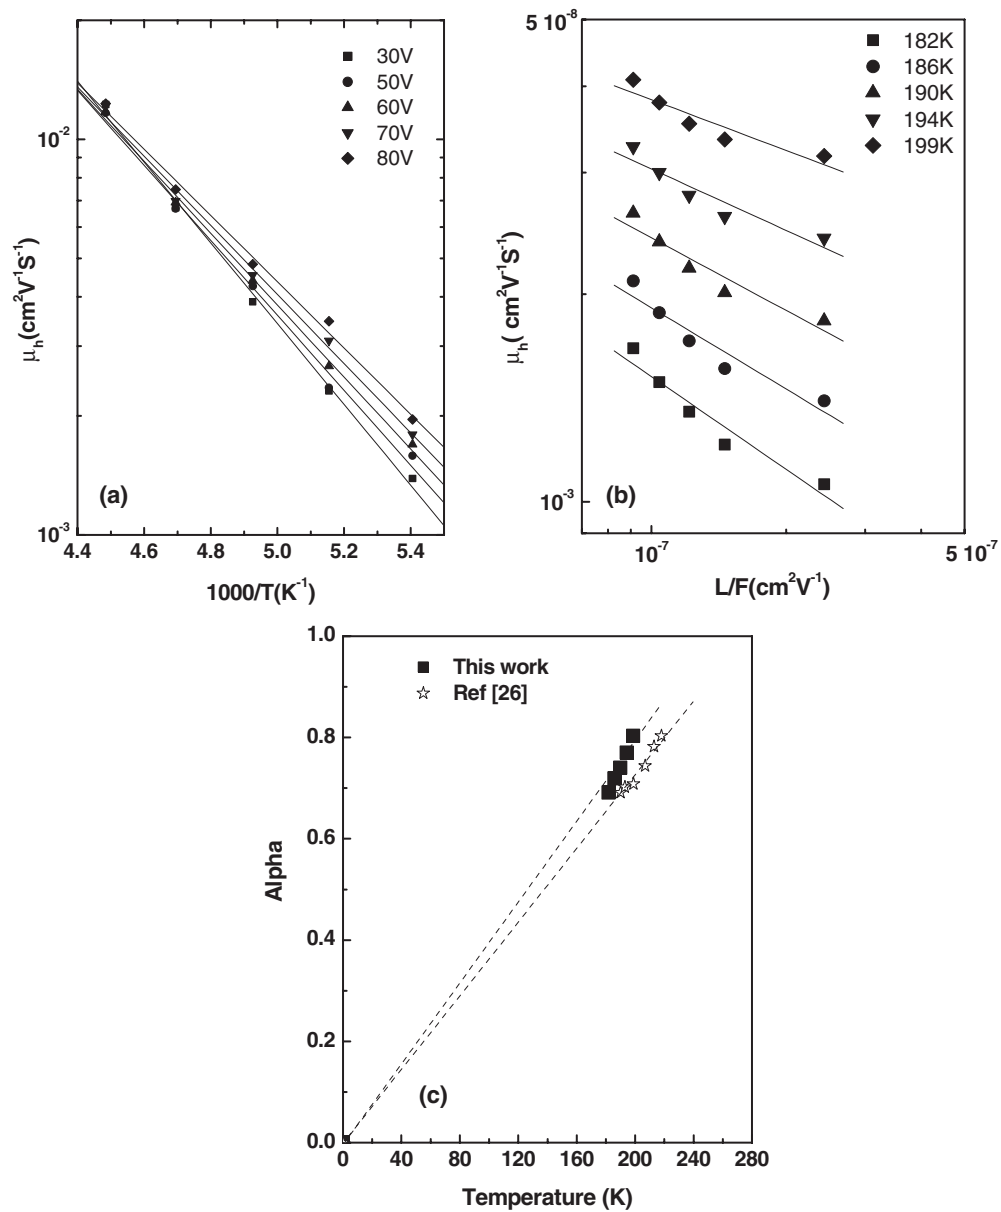 30V
50V
60V
70V
80V
10⁻²
10⁻³
μₕ(cm²V⁻¹S⁻¹)
(a)
4.4 4.6 4.8 5.0 5.2 5.4
1000/T(K⁻¹)
182K
186K
190K
194K
199K
5 10⁻⁸
10⁻³
μₕ( cm²V⁻¹S⁻¹)
(b)
10⁻⁷ 5 10⁻⁷
L/F(cm²V⁻¹)
This work
Ref [26]
1.0
0.8
0.6
0.4
0.2
0.0
Alpha
(c)
0 40 80 120 160 200 240 280
Temperature (K)